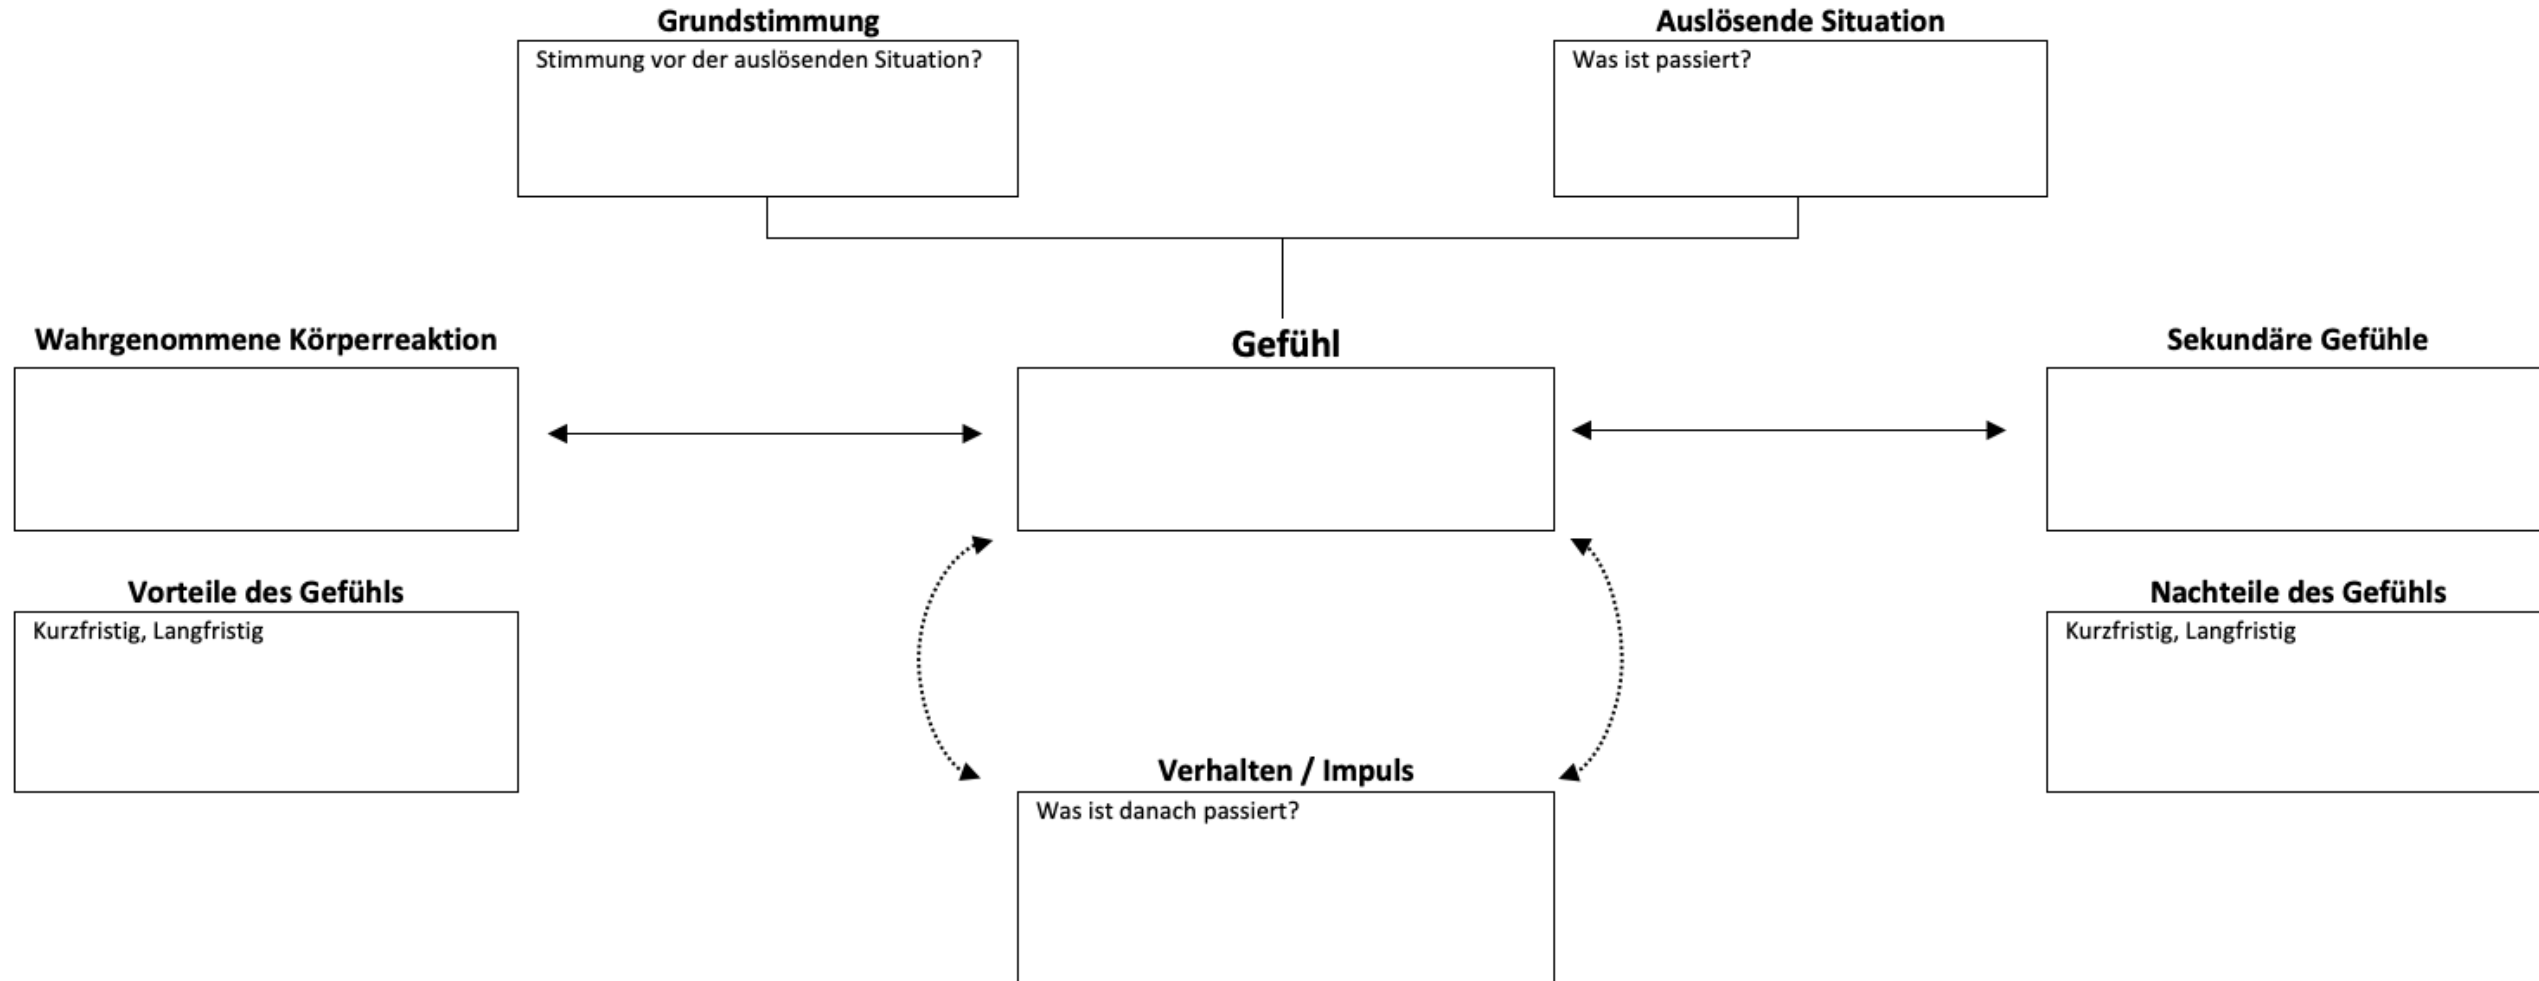 Grundstimmung
Stimmung vor der auslösenden Situation?
Auslösende Situation
Was ist passiert?
Wahrgenommene Körperreaktion
Gefühl
Sekundäre Gefühle
Vorteile des Gefühls
Kurzfristig, Langfristig
Nachteile des Gefühls
Kurzfristig, Langfristig
Verhalten / Impuls
Was ist danach passiert?